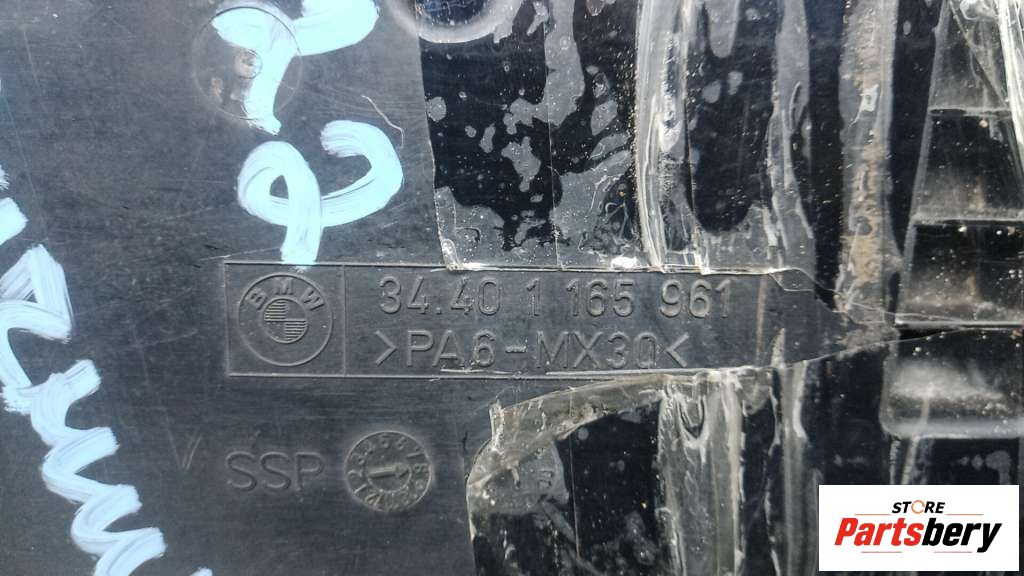 BMW
34.40 1 165 961
>PA6-MX30<
SSP
STORE
Partsbery